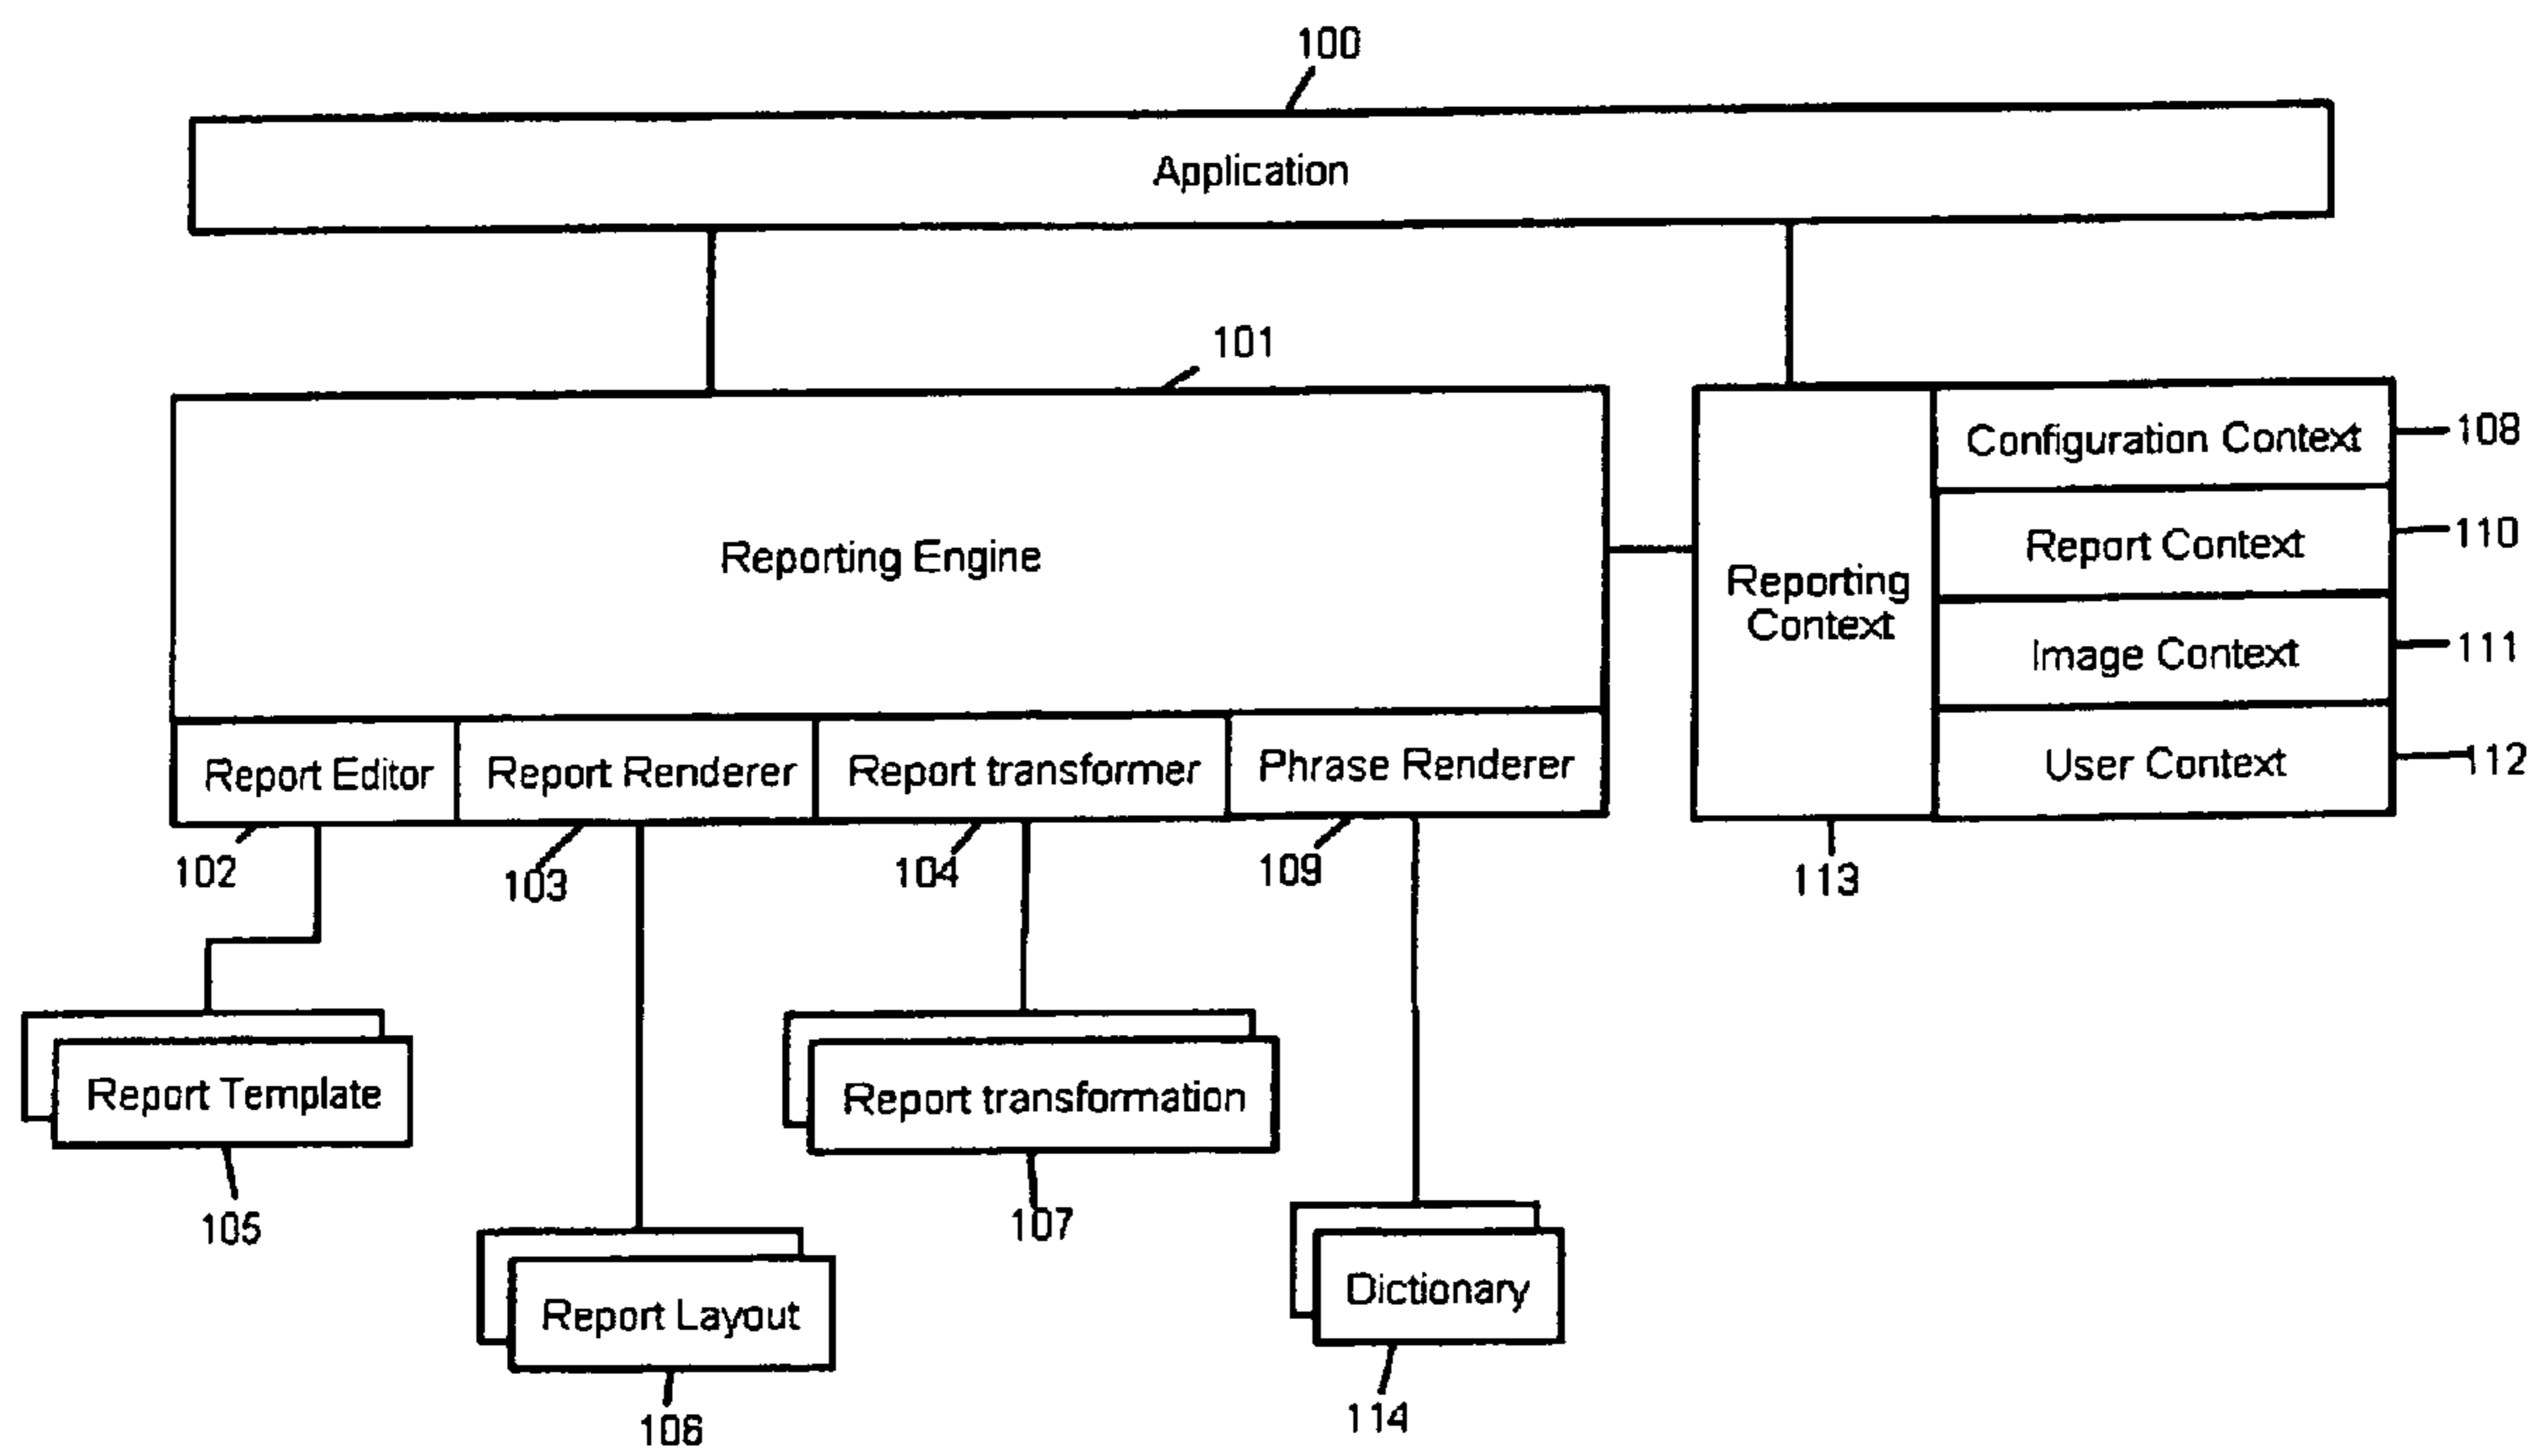 100
Application
101
Reporting Engine
Reporting
Context
Configuration Context
108
Report Context
110
Image Context
111
User Context
112
Report Editor
Report Renderer
Report transformer
Phrase Renderer
102
103
104
109
113
Report Template
Report transformation
105
107
Report Layout
Dictionary
106
114